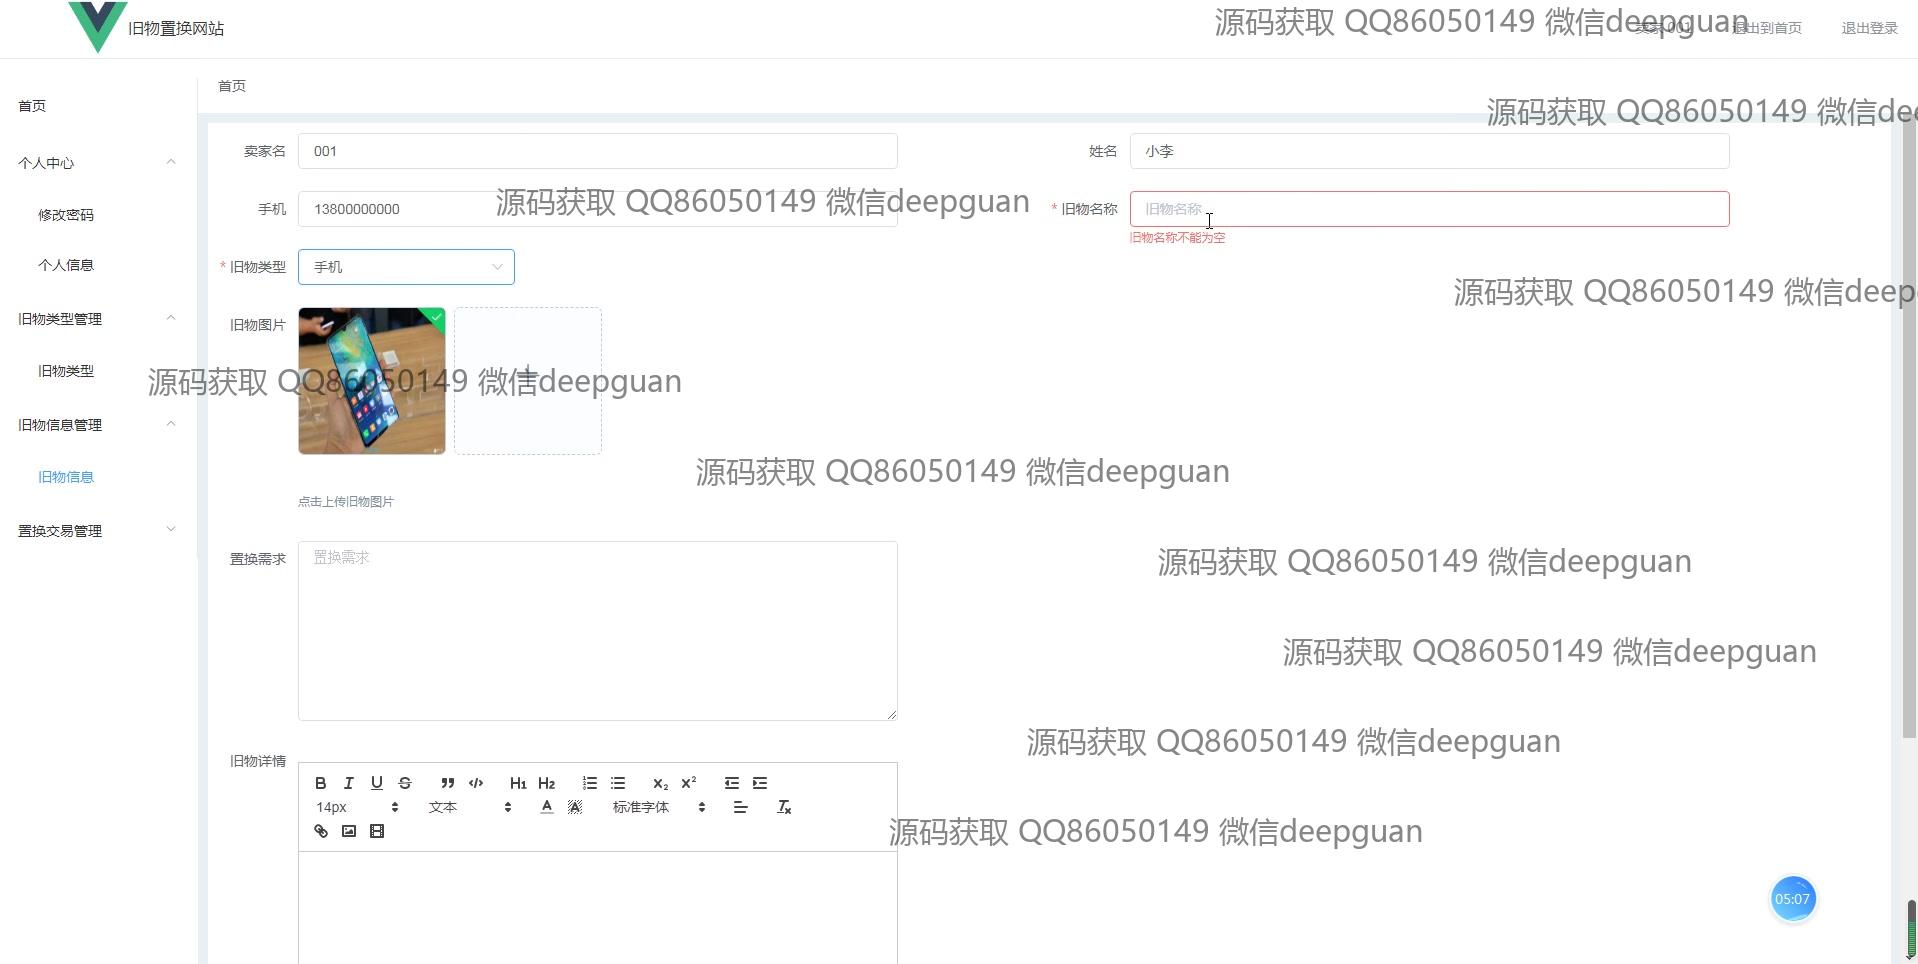 旧物置换网站
源码获取 QQ86050149 微信deepguan
卖家 001
退出到首页
退出登录
首页
首页
源码获取 QQ86050149 微信dee
个人中心
卖家名
001
姓名
小李
修改密码
手机
13800000000
源码获取 QQ86050149 微信deepguan
* 旧物名称
旧物名称
旧物名称不能为空
个人信息
* 旧物类型
手机
源码获取 QQ86050149 微信deep
旧物类型管理
旧物图片
旧物类型
源码获取 QQ86050149 微信deepguan
旧物信息管理
旧物信息
源码获取 QQ86050149 微信deepguan
点击上传旧物图片
置换交易管理
置换需求
置换需求
源码获取 QQ86050149 微信deepguan
源码获取 QQ86050149 微信deepguan
源码获取 QQ86050149 微信deepguan
旧物详情
B I U S H1 H2 x2 x2
14px 文本 A A 标准字体 Tx
源码获取 QQ86050149 微信deepguan
05:07